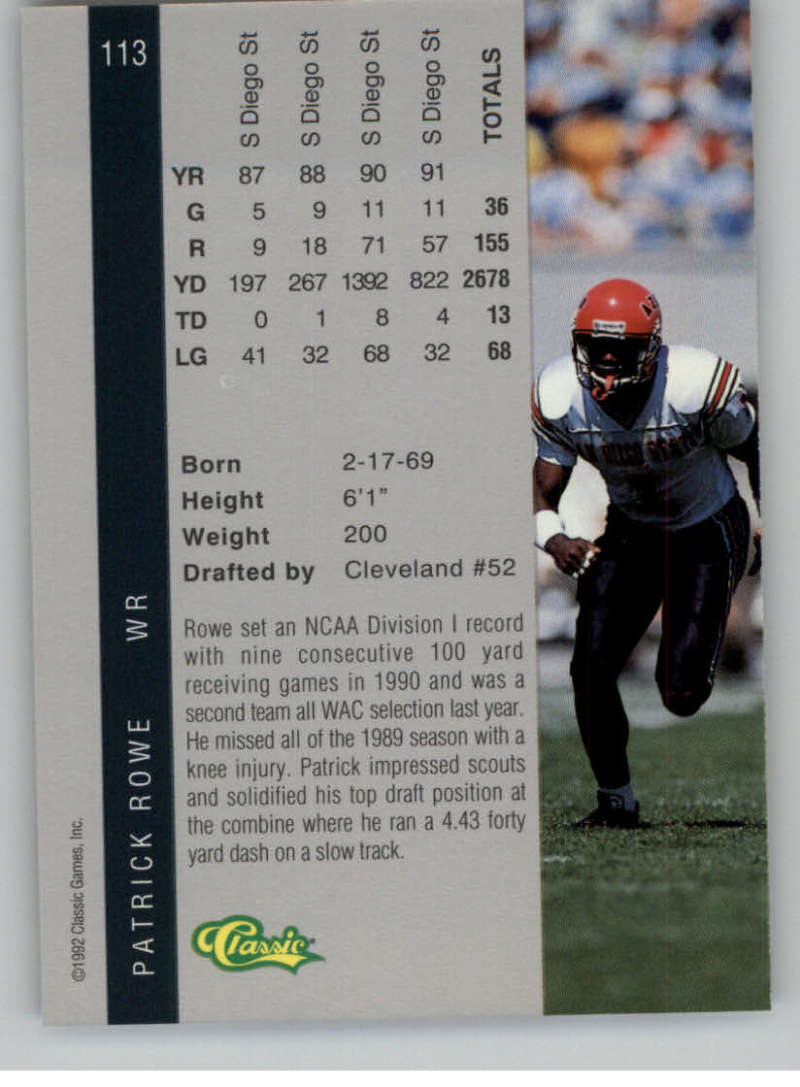 113
S Diego St S Diego St S Diego St S Diego St TOTALS
YR 87 88 90 91
G 5 9 11 11 36
R 9 18 71 57 155
YD 197 267 1392 822 2678
TD 0 1 8 4 13
LG 41 32 68 32 68
Born 2-17-69
Height 6'1"
Weight 200
Drafted by Cleveland #52
Rowe set an NCAA Division I record
with nine consecutive 100 yard
receiving games in 1990 and was a
second team all WAC selection last year.
He missed all of the 1989 season with a
knee injury. Patrick impressed scouts
and solidified his top draft position at
the combine where he ran a 4.43 forty
yard dash on a slow track.
Classic
PATRICK ROWE WR
©1992 Classic Games, Inc.